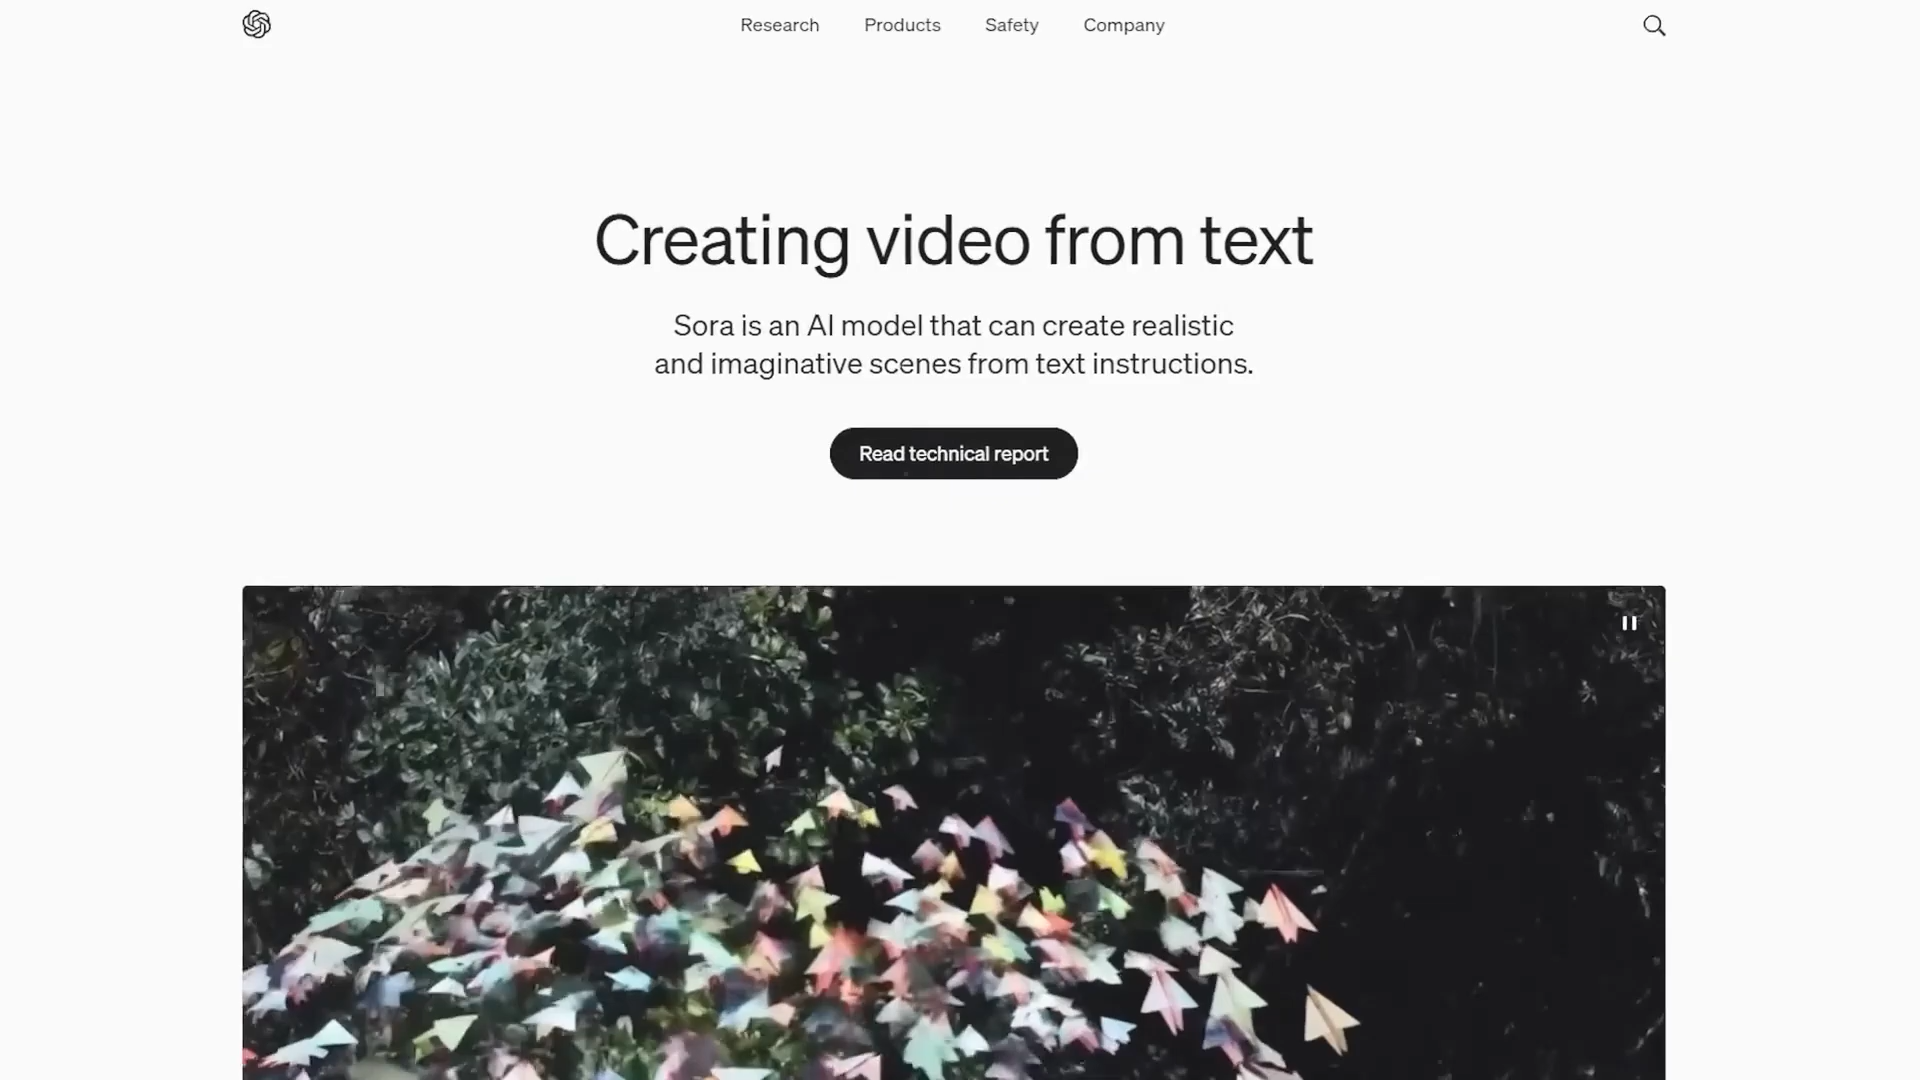 Research Products Safety Company
Creating video from text
Sora is an AI model that can create realistic
and imaginative scenes from text instructions.
Read technical report